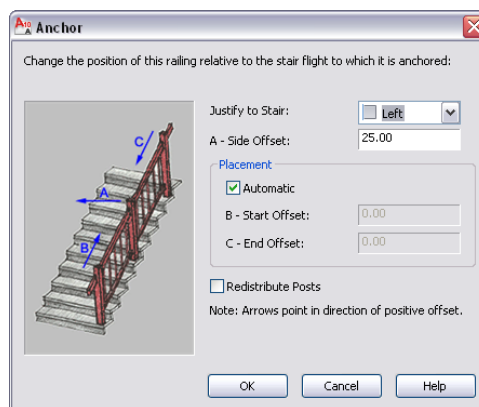 A10 A Anchor
Change the position of this railing relative to the stair flight to which it is anchored:
Justify to Stair: Left
A - Side Offset: 25.00
Placement
Automatic
B - Start Offset: 0.00
C - End Offset: 0.00
Redistribute Posts
Note: Arrows point in direction of positive offset.
C
A
B
OK Cancel Help